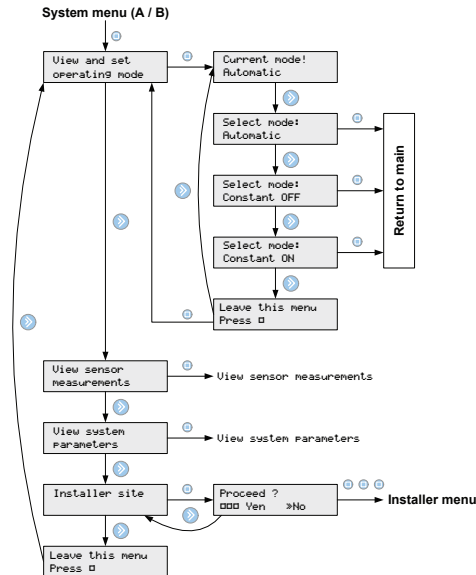 System menu (A / B)
View and set
operating mode
Current mode!
Automatic
Select mode:
Automatic
Select mode:
Constant OFF
Select mode:
Constant ON
Leave this menu
Press □
Return to main
View sensor
measurements
View sensor measurements
View system
parameters
View system parameters
Installer site
Proceed ?
□□□ Yen »No
Installer menu
Leave this menu
Press □